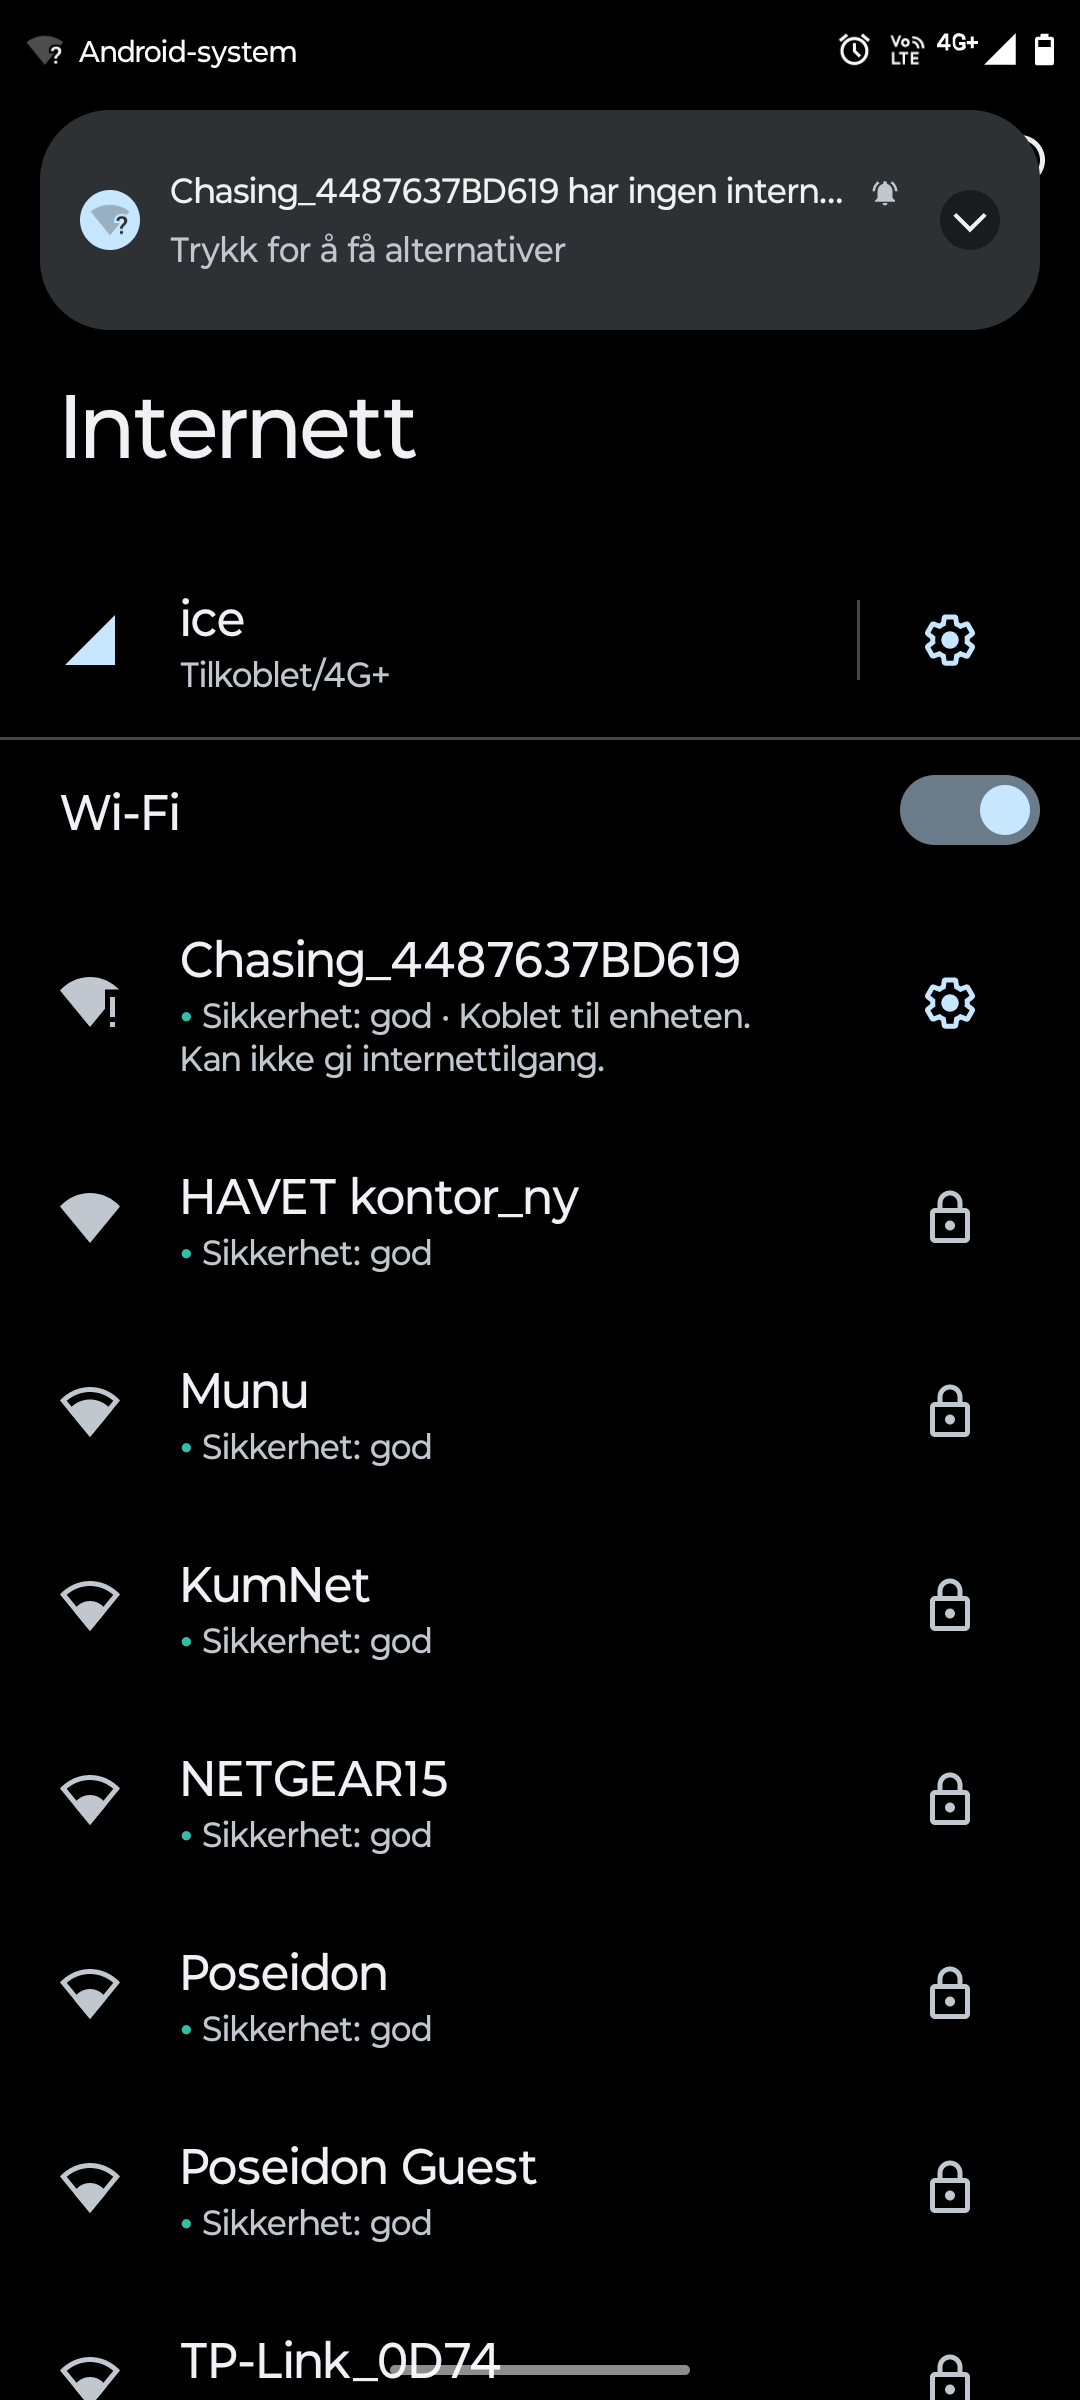 Android-system
VoLTE 4G+
Chasing_4487637BD619 har ingen intern...
Trykk for å få alternativer
Internett
ice
Tilkoblet/4G+
Wi-Fi
Chasing_4487637BD619
• Sikkerhet: god · Koblet til enheten.
Kan ikke gi internettilgang.
HAVET kontor_ny
• Sikkerhet: god
Munu
• Sikkerhet: god
KumNet
• Sikkerhet: god
NETGEAR15
• Sikkerhet: god
Poseidon
• Sikkerhet: god
Poseidon Guest
• Sikkerhet: god
TP-Link_0D74